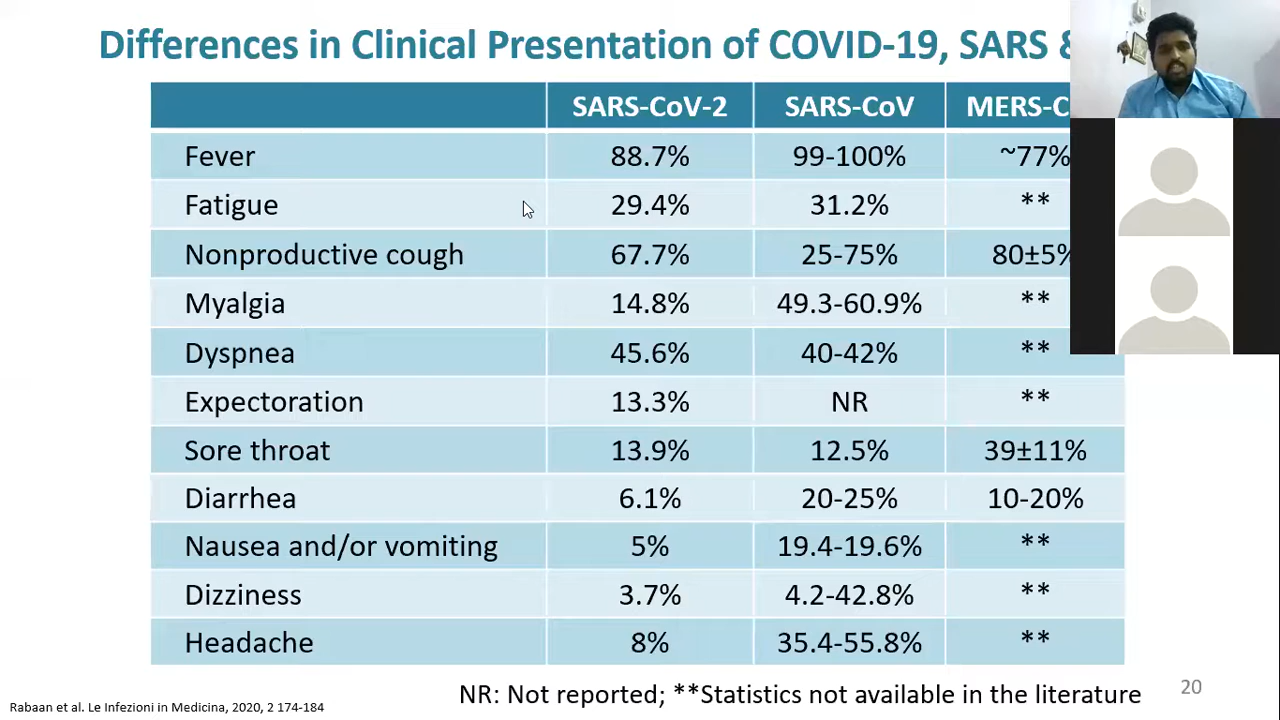 Differences in Clinical Presentation of COVID-19, SARS &
SARS-CoV-2 SARS-CoV MERS-C
Fever 88.7% 99-100% ~77%
Fatigue 29.4% 31.2% **
Nonproductive cough 67.7% 25-75% 80±5%
Myalgia 14.8% 49.3-60.9% **
Dyspnea 45.6% 40-42% **
Expectoration 13.3% NR **
Sore throat 13.9% 12.5% 39±11%
Diarrhea 6.1% 20-25% 10-20%
Nausea and/or vomiting 5% 19.4-19.6% **
Dizziness 3.7% 4.2-42.8% **
Headache 8% 35.4-55.8% **
NR: Not reported; **Statistics not available in the literature
20
Rabaan et al. Le Infezioni in Medicina, 2020, 2 174-184